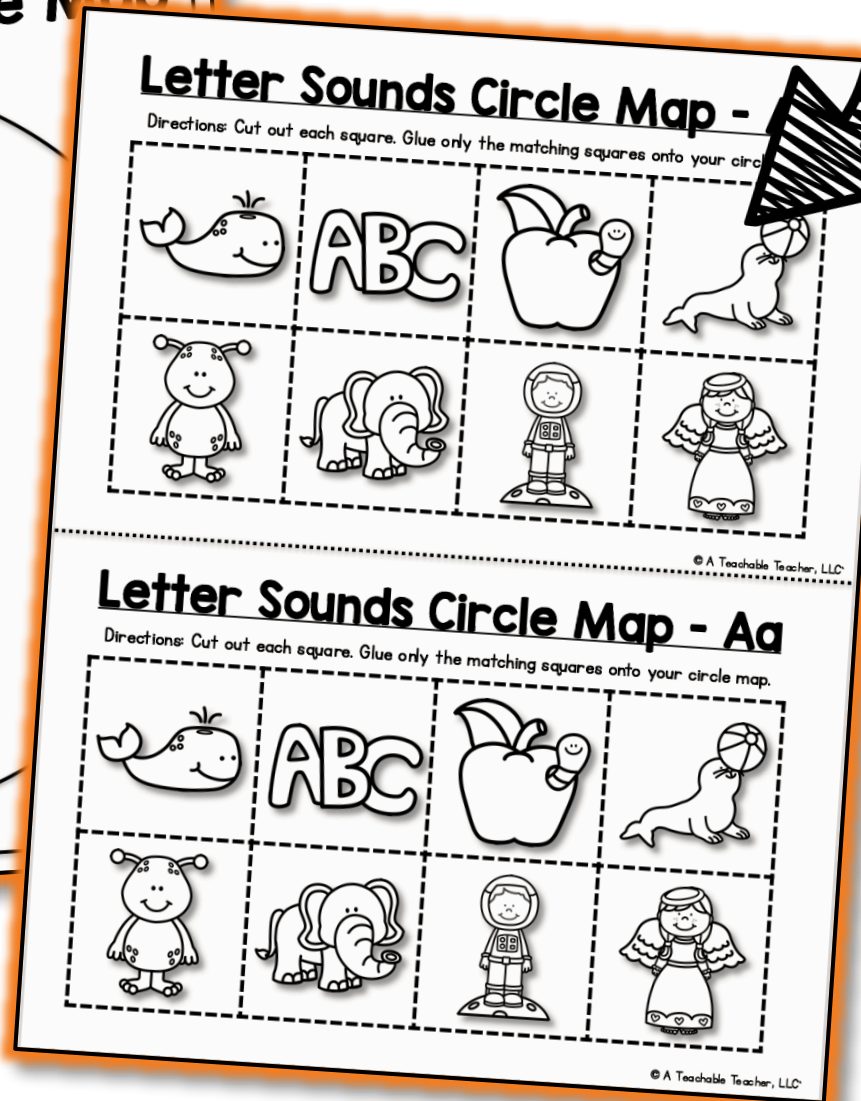 Letter Sounds Circle Map -
Directions: Cut out each square. Glue only the matching squares onto your
ABC
© A Teachable Teacher, LLC
Letter Sounds Circle Map - Aa
Directions: Cut out each square. Glue only the matching squares onto your circle map.
ABC
© A Teachable Teacher, LLC